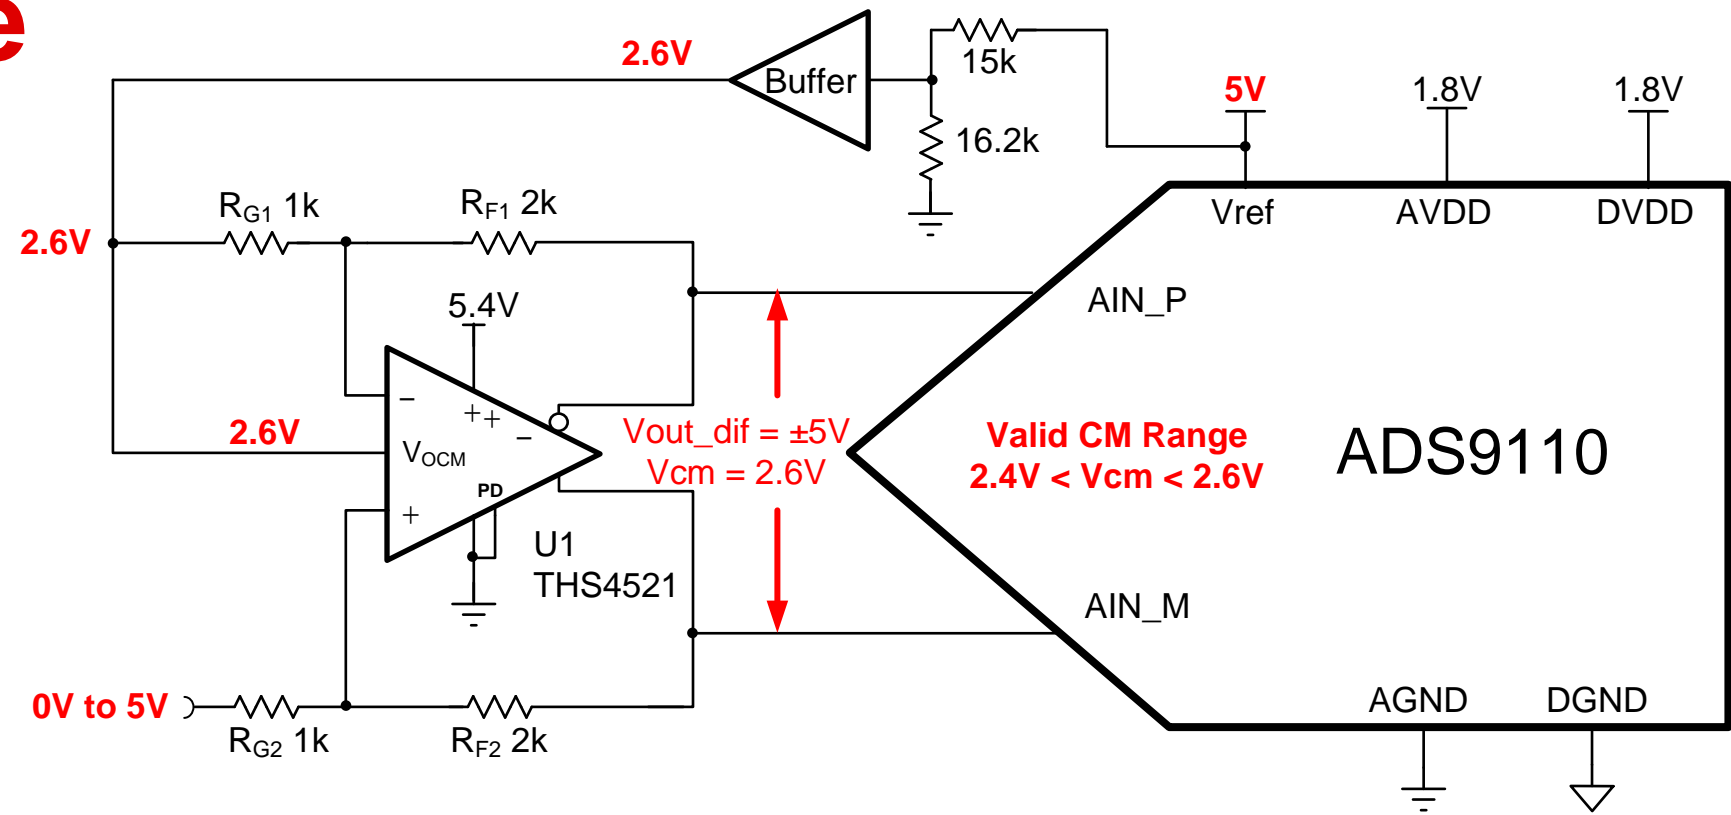 e
2.6V
Buffer
15k
16.2k
5V
1.8V
1.8V
Vref
AVDD
DVDD
RG1 1k
RF1 2k
2.6V
5.4V
AIN_P
2.6V
−
+
+
−
VOCM
PD
+
Vout_dif = ±5V
Vcm = 2.6V
Valid CM Range
2.4V < Vcm < 2.6V
ADS9110
U1
THS4521
AIN_M
0V to 5V
RG2 1k
RF2 2k
AGND
DGND